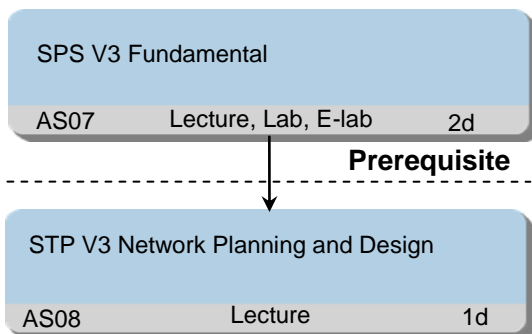 SPS V3 Fundamental
AS07 Lecture, Lab, E-lab 2d
Prerequisite
STP V3 Network Planning and Design
AS08 Lecture 1d